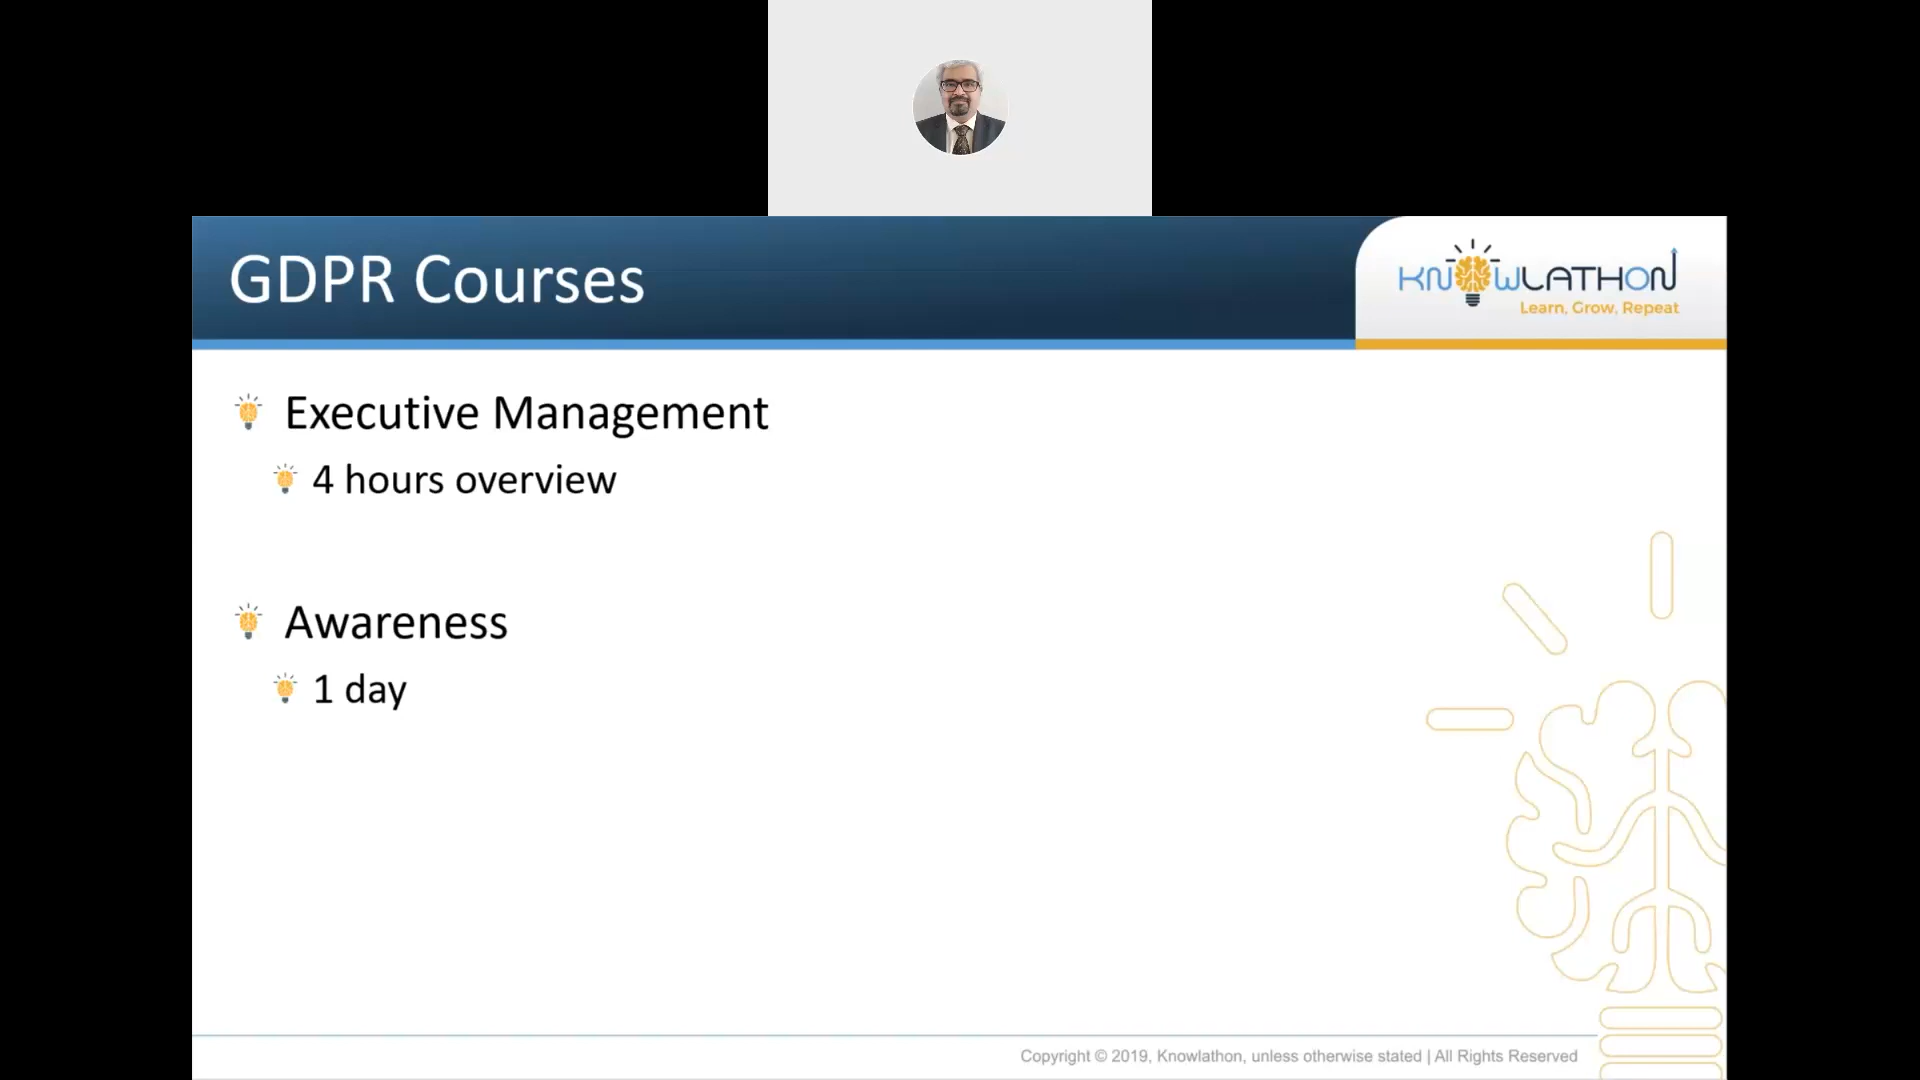 GDPR Courses
KNOWLATHON
Learn, Grow, Repeat
Executive Management
4 hours overview
Awareness
1 day
Copyright © 2019, Knowlathon, unless otherwise stated | All Rights Reserved